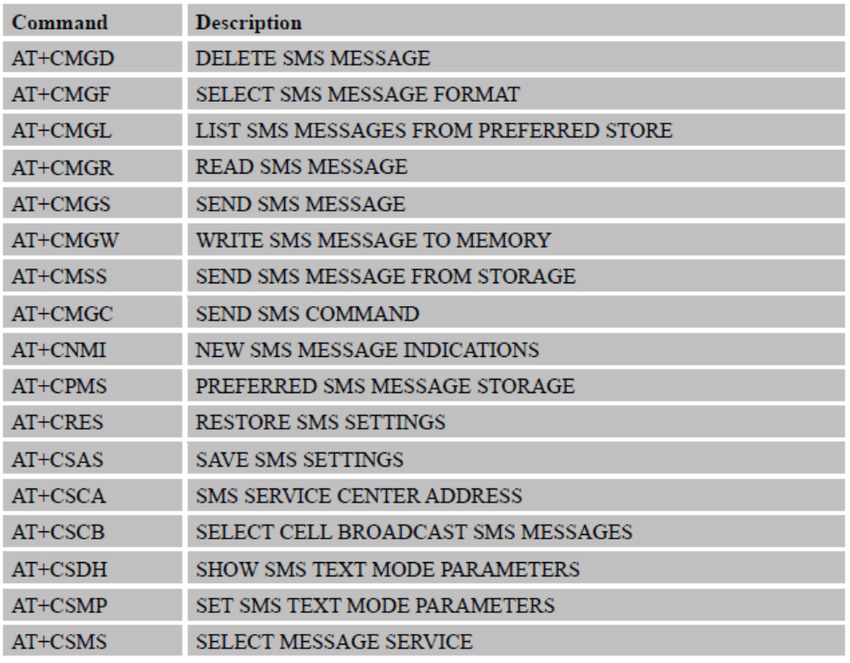 Command Description
AT+CMGD DELETE SMS MESSAGE
AT+CMGF SELECT SMS MESSAGE FORMAT
AT+CMGL LIST SMS MESSAGES FROM PREFERRED STORE
AT+CMGR READ SMS MESSAGE
AT+CMGS SEND SMS MESSAGE
AT+CMGW WRITE SMS MESSAGE TO MEMORY
AT+CMSS SEND SMS MESSAGE FROM STORAGE
AT+CMGC SEND SMS COMMAND
AT+CNMI NEW SMS MESSAGE INDICATIONS
AT+CPMS PREFERRED SMS MESSAGE STORAGE
AT+CRES RESTORE SMS SETTINGS
AT+CSAS SAVE SMS SETTINGS
AT+CSCA SMS SERVICE CENTER ADDRESS
AT+CSCB SELECT CELL BROADCAST SMS MESSAGES
AT+CSDH SHOW SMS TEXT MODE PARAMETERS
AT+CSMP SET SMS TEXT MODE PARAMETERS
AT+CSMS SELECT MESSAGE SERVICE